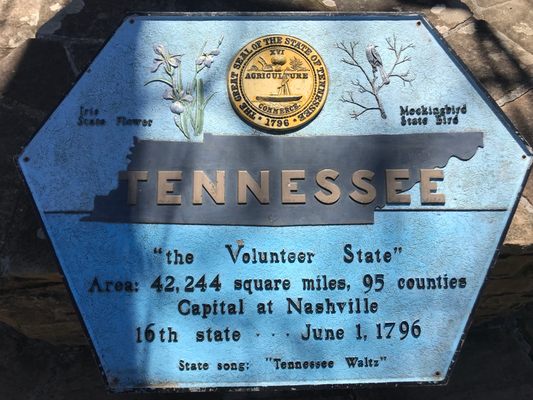 THE GREAT SEAL OF THE STATE OF TENNESSEE
XVI
AGRICULTURE
COMMERCE
1796
Iris
State Flower
Mockingbird
State Bird
TENNESSEE
"the Volunteer State"
Area: 42,244 square miles, 95 counties
Capital at Nashville
16th state ... June 1, 1796
State song: "Tennessee Waltz"